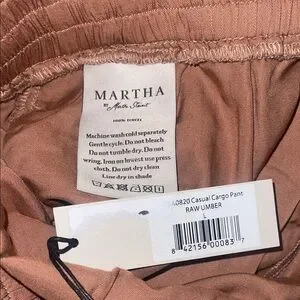 MARTHA
BY Martha Stewart
100% TENCEL
Machine wash cold separately
Gentle cycle. Do not bleach
Do not tumble dry. Do not
wring. Iron on lowest use press
cloth. Do not dry clean
Line dry in shade
40820 Casual Cargo Pant
RAW UMBER
L
8 42156 00083 7